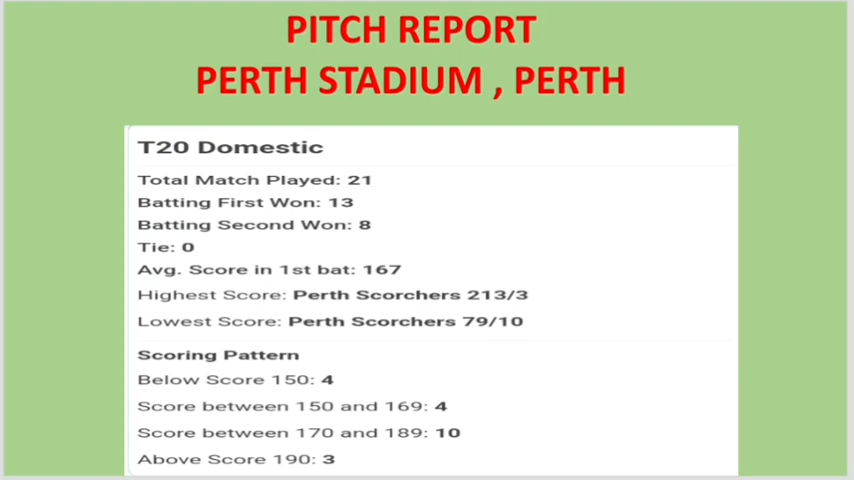 PITCH REPORT
PERTH STADIUM , PERTH
T20 Domestic
Total Match Played: 21
Batting First Won: 13
Batting Second Won: 8
Tie: 0
Avg. Score in 1st bat: 167
Highest Score: Perth Scorchers 213/3
Lowest Score: Perth Scorchers 79/10
Scoring Pattern
Below Score 150: 4
Score between 150 and 169: 4
Score between 170 and 189: 10
Above Score 190: 3